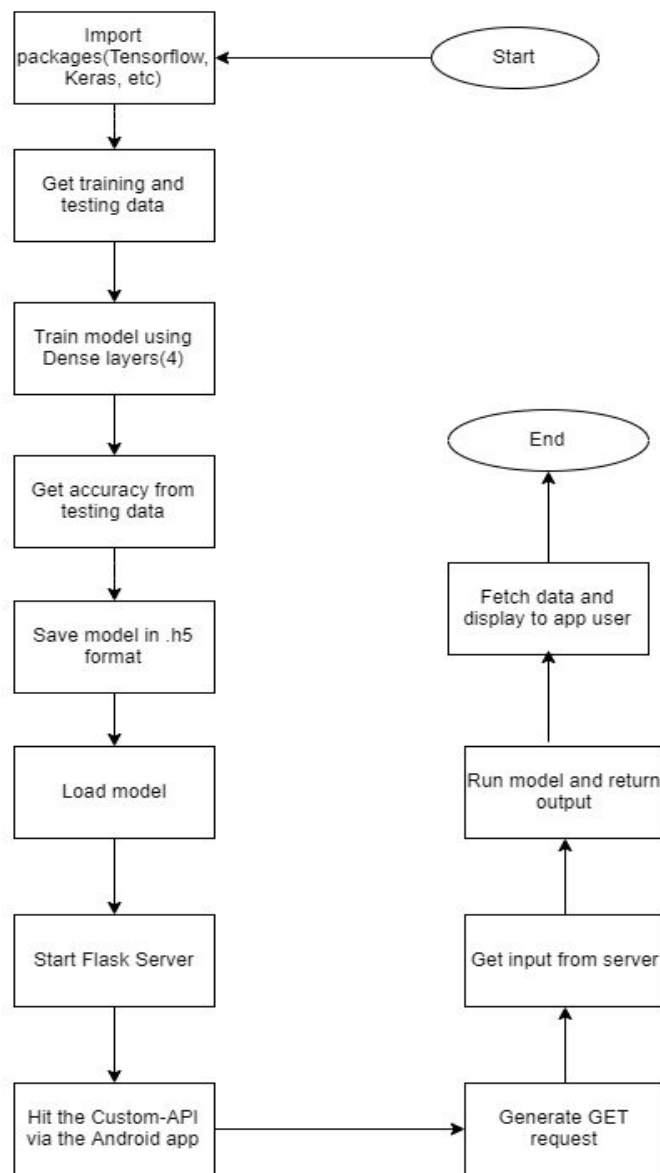 Start
Import
packages(Tensorflow,
Keras, etc)
Get training and
testing data
Train model using
Dense layers(4)
Get accuracy from
testing data
Save model in .h5
format
Load model
Start Flask Server
Hit the Custom-API
via the Android app
Generate GET
request
Get input from server
Run model and return
output
Fetch data and
display to app user
End